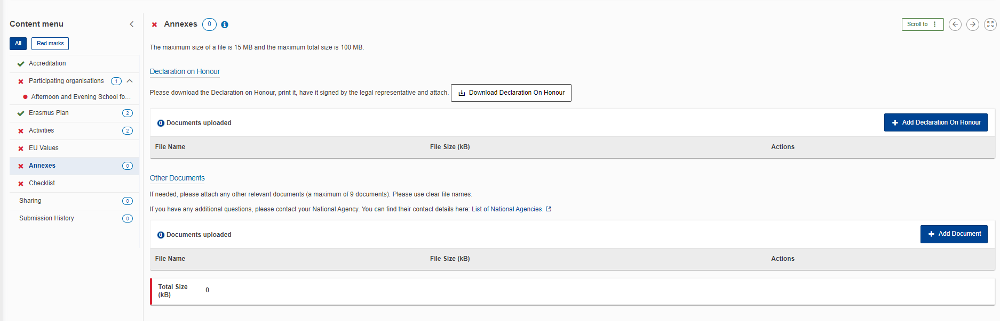 Content menu
All
Red marks
Accreditation
Participating organisations 1
Afternoon and Evening School fo...
Erasmus Plan 2
Activities 2
EU Values
Annexes 0
Checklist
Sharing 0
Submission History 0
Annexes 0
Scroll to
The maximum size of a file is 15 MB and the maximum total size is 100 MB.
Declaration on Honour
Please download the Declaration on Honour, print it, have it signed by the legal representative and attach. Download Declaration On Honour
0 Documents uploaded
Add Declaration On Honour
File Name File Size (kB) Actions
Other Documents
If needed, please attach any other relevant documents (a maximum of 9 documents). Please use clear file names.
If you have any additional questions, please contact your National Agency. You can find their contact details here: List of National Agencies.
0 Documents uploaded
Add Document
File Name File Size (kB) Actions
Total Size
(kB)
0